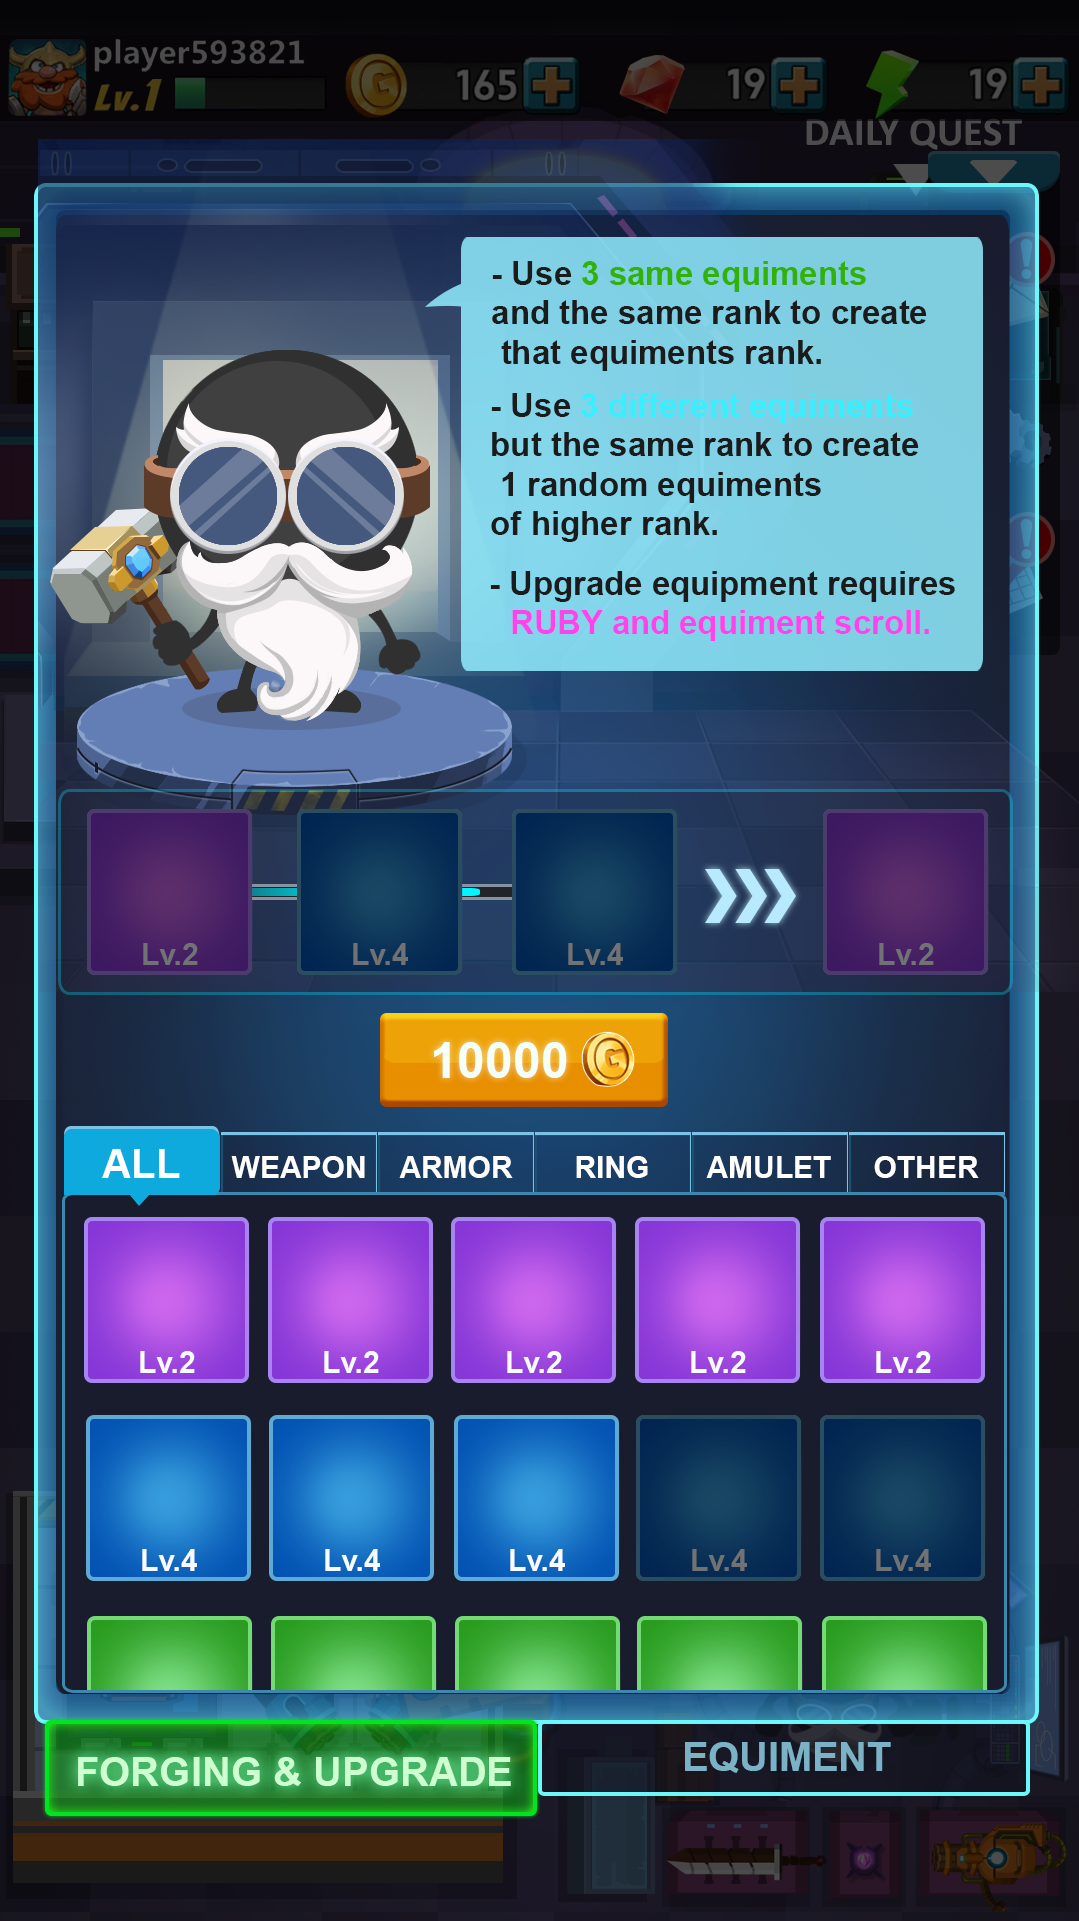 player593821
Lv.1
165
19
19
DAILY QUEST
- Use 3 same equiments
and the same rank to create
that equiments rank.
- Use 3 different equiments
but the same rank to create
1 random equiments
of higher rank.
- Upgrade equipment requires
RUBY and equiment scroll.
Lv.2
Lv.4
Lv.4
Lv.2
10000
ALL
WEAPON
ARMOR
RING
AMULET
OTHER
Lv.2
Lv.2
Lv.2
Lv.2
Lv.2
Lv.4
Lv.4
Lv.4
Lv.4
Lv.4
FORGING & UPGRADE
EQUIMENT